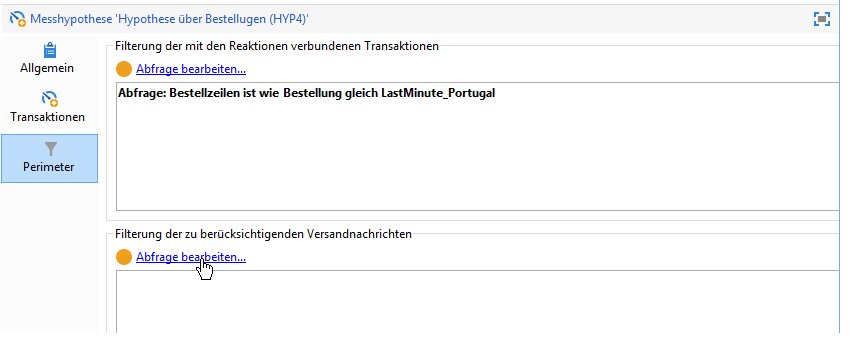 Messhypothese 'Hypothese über Bestellugen (HYP4)'
Allgemein
Transaktionen
Perimeter
Filterung der mit den Reaktionen verbundenen Transaktionen
Abfrage bearbeiten...
Abfrage: Bestellzeilen ist wie Bestellung gleich LastMinute_Portugal
Filterung der zu berücksichtigenden Versandnachrichten
Abfrage bearbeiten...